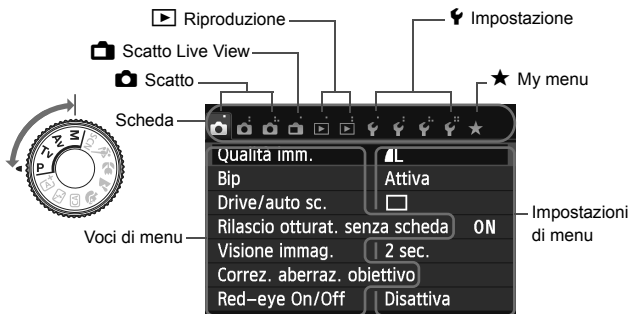 Riproduzione
Impostazione
Scatto Live View
Scatto
My menu
Scheda
Qualità imm. L
Bip Attiva
Drive/auto sc.
Rilascio otturat. senza scheda ON
Visione immag. 2 sec.
Correz. aberraz. obiettivo
Red-eye On/Off Disattiva
Voci di menu
Impostazioni
di menu
M
Av
Tv
P
SCN